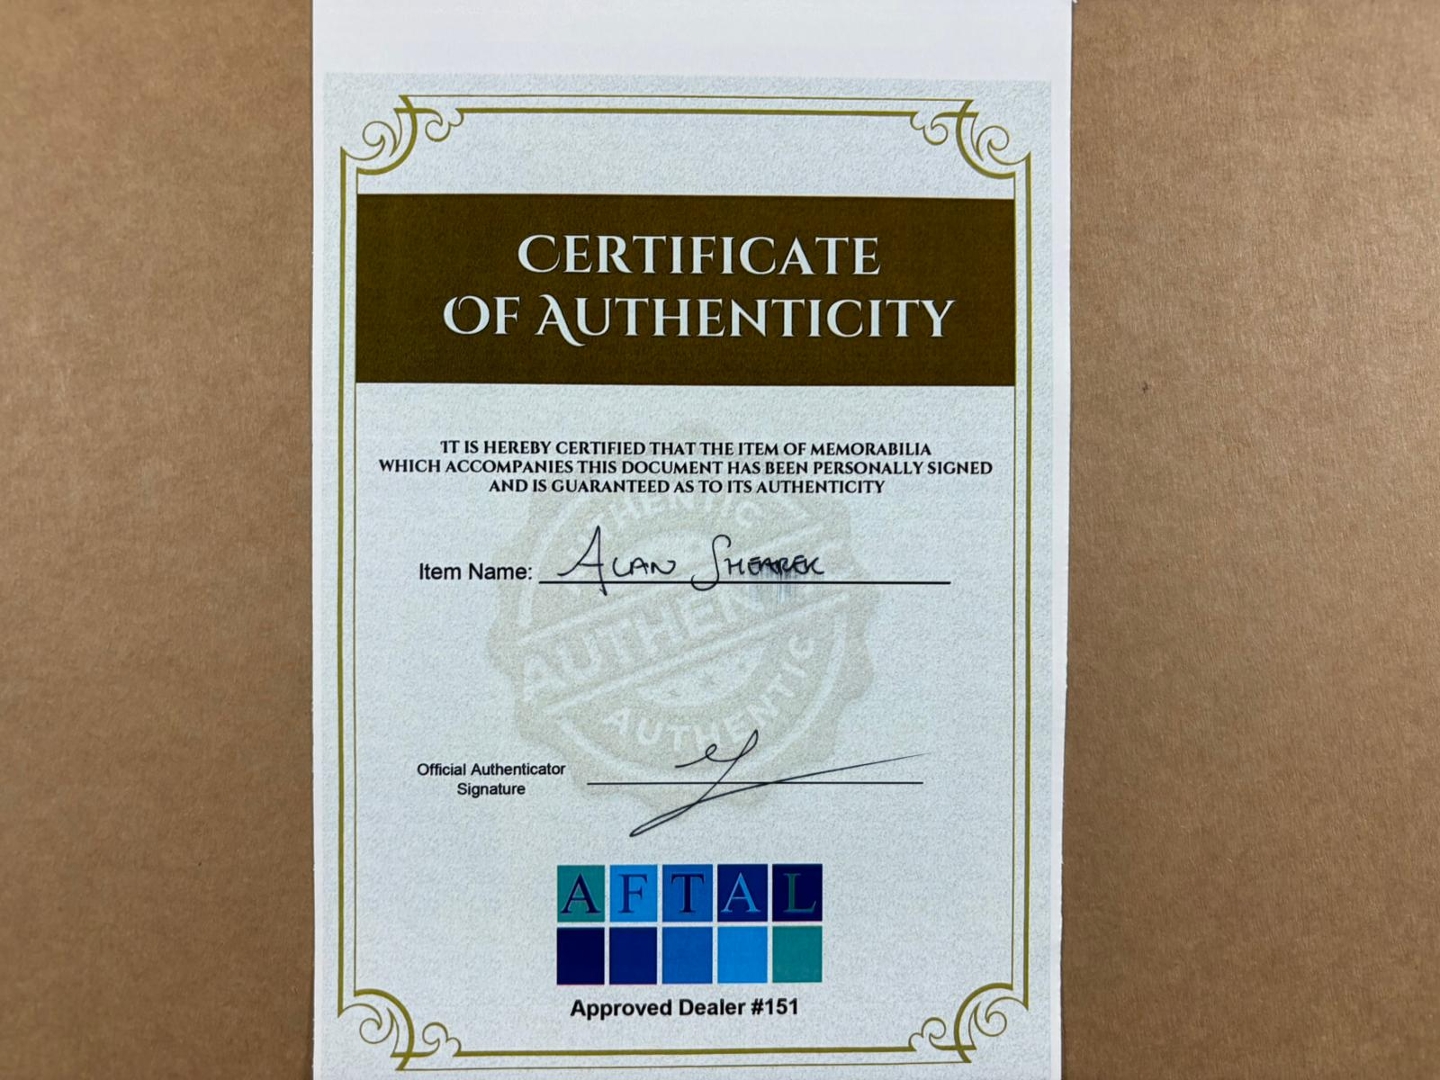 CERTIFICATE
OF AUTHENTICITY
IT IS HEREBY CERTIFIED THAT THE ITEM OF MEMORABILIA
WHICH ACCOMPANIES THIS DOCUMENT HAS BEEN PERSONALLY SIGNED
AND IS GUARANTEED AS TO ITS AUTHENTICITY
AUTHENTIC
Item Name: ALAN SHEARER
AUTHENTIC
AUTHENTIC
Official Authenticator
Signature
AFTAL
Approved Dealer #151